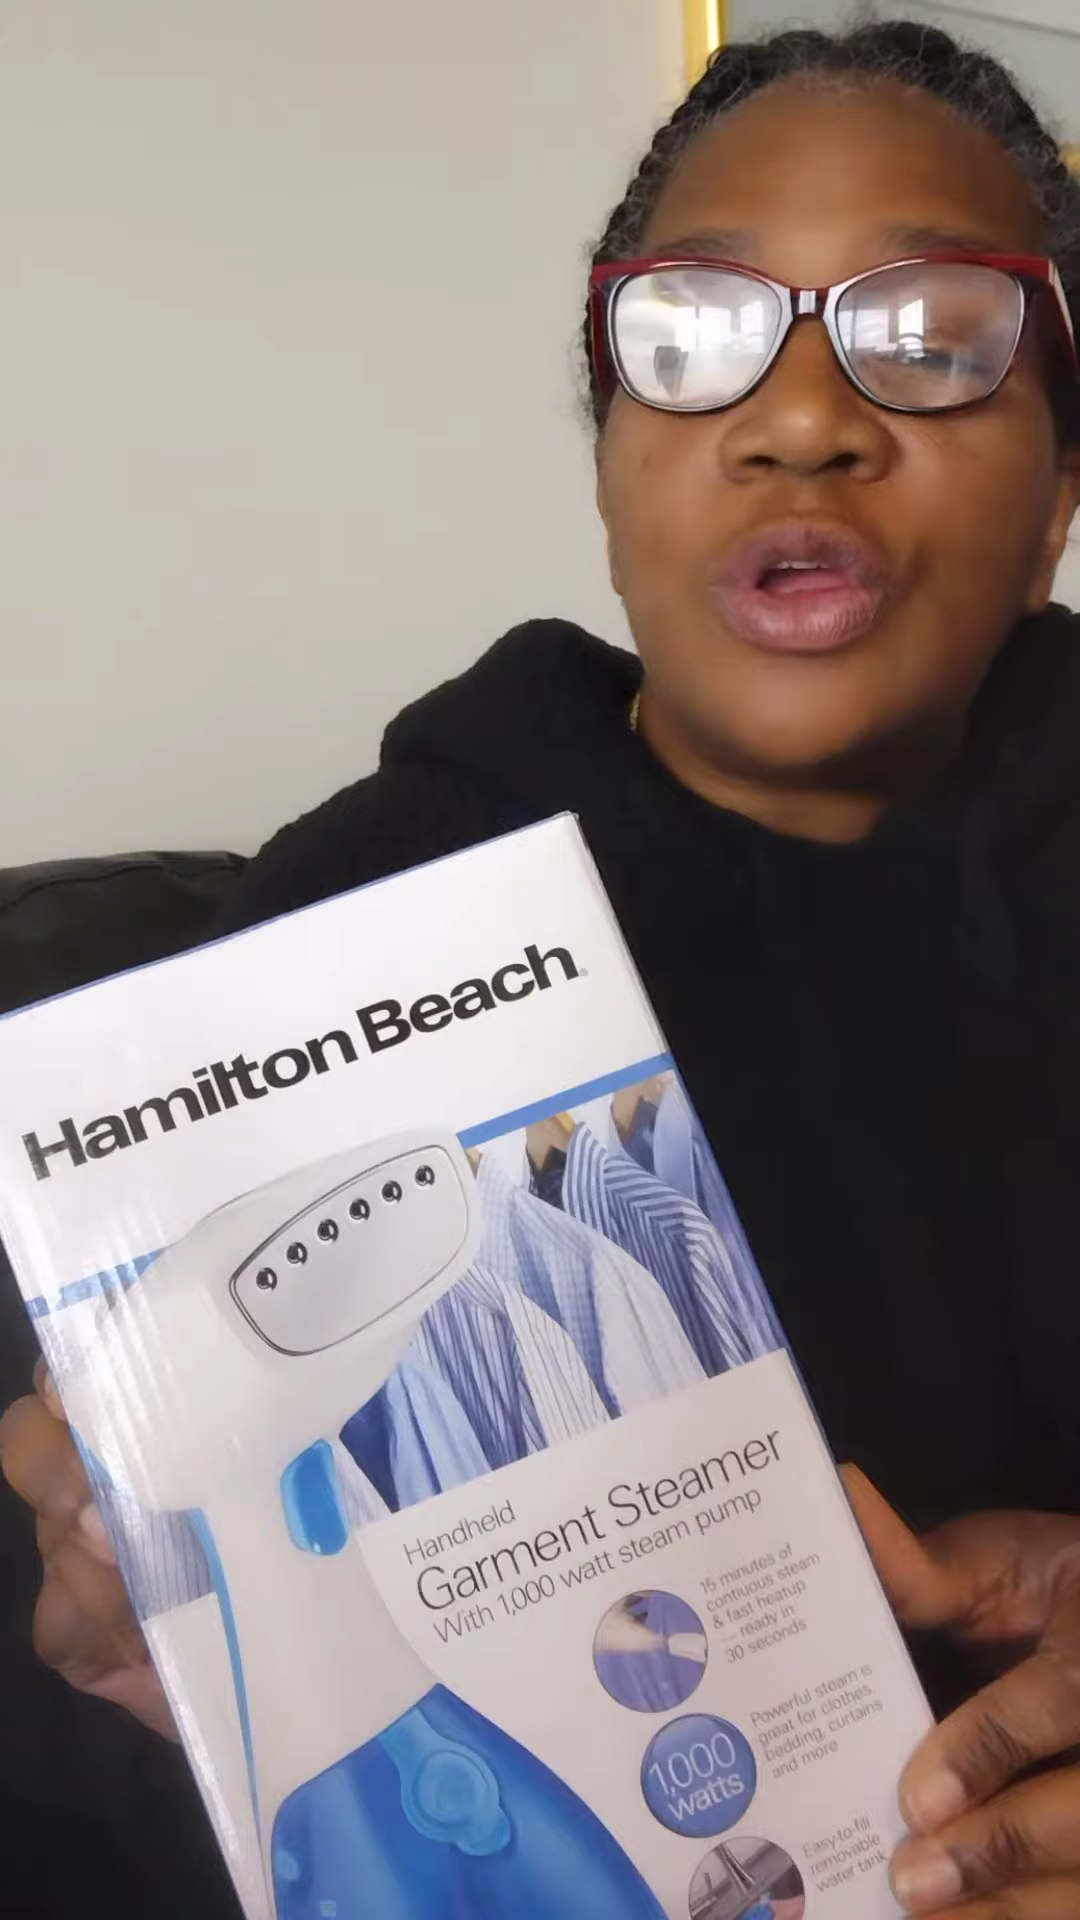 Hamilton Beach
Handheld
Garment Steamer
With 1,000 watt steam pump
15 minutes of
contiuous steam
& fast heatup
— ready in
30 seconds
1,000
watts
Powerful steam is
great for clothes,
bedding, curtains
and more
Easy-to-fill
removable
water tank